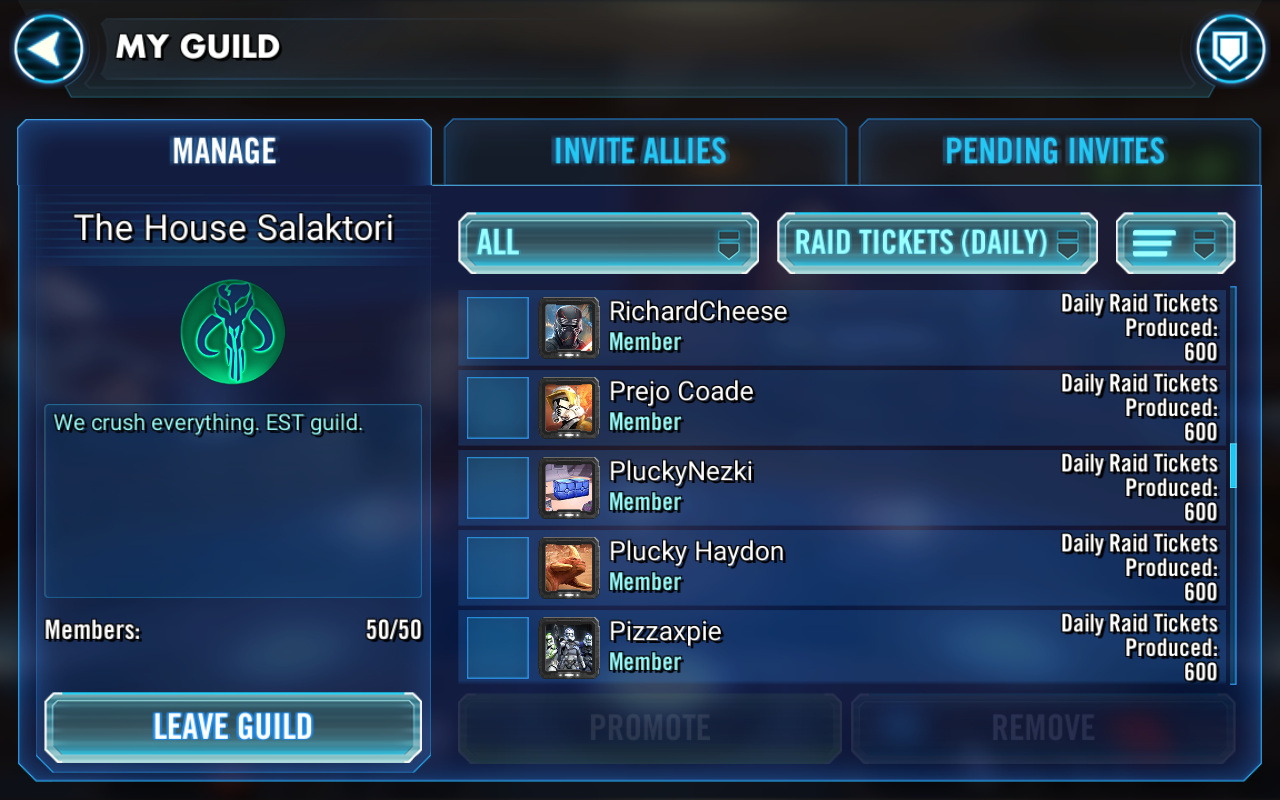 MY GUILD
MANAGE
INVITE ALLIES
PENDING INVITES
The House Salaktori
We crush everything. EST guild.
Members: 50/50
LEAVE GUILD
ALL
RAID TICKETS (DAILY)
RichardCheese
Member
Daily Raid Tickets
Produced:
600
Prejo Coade
Member
Daily Raid Tickets
Produced:
600
PluckyNezki
Member
Daily Raid Tickets
Produced:
600
Plucky Haydon
Member
Daily Raid Tickets
Produced:
600
Pizzaxpie
Member
Daily Raid Tickets
Produced:
600
PROMOTE
REMOVE